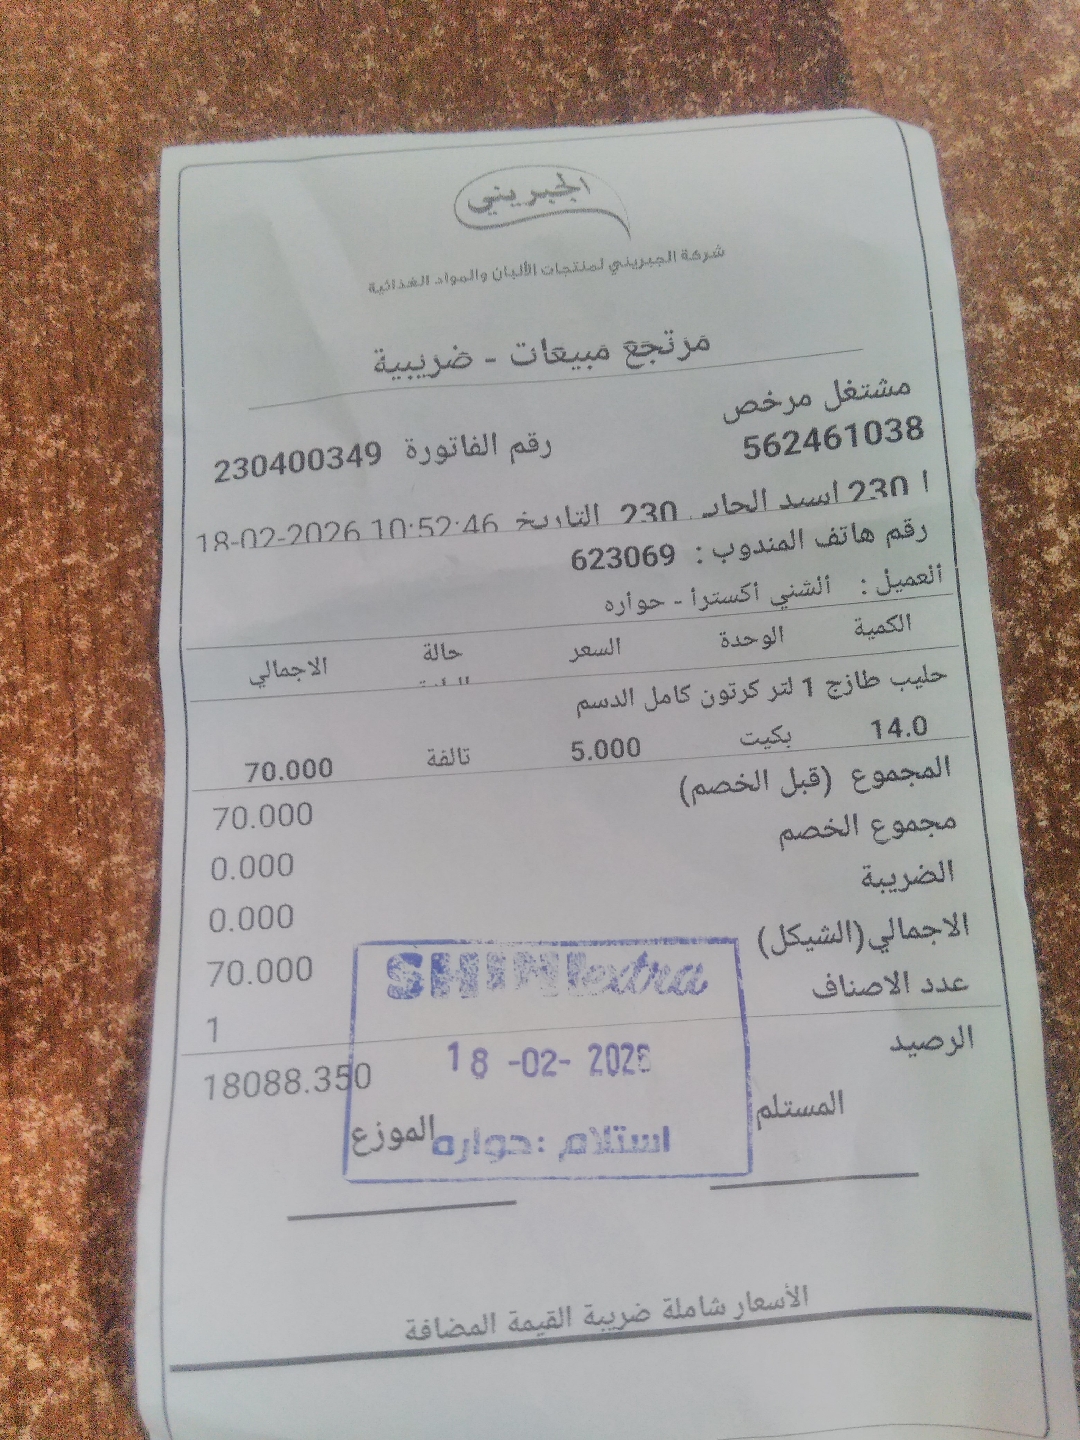 الجبريني
شركة الجبريني لمنتجات الألبان والمواد الغذائية
مرتجع مبيعات - ضريبية
مشتغل مرخص
562461038 رقم الفاتورة 230400349
230 230 التاريخ 18-02-2026 10:52:46
رقم هاتف المندوب : 623069
العميل : الشني أكسترا - حواره
الكمية الوحدة السعر حالة الاجمالي
حليب طازج 1 لتر كرتون كامل الدسم
14.0 بكيت 5.000 تالفة 70.000
المجموع (قبل الخصم) 70.000
مجموع الخصم 0.000
الضريبة 0.000
الاجمالي(الشيكل) 70.000
عدد الاصناف 1
الرصيد 18088.350
المستلم الموزع
SHINIextra
18 -02- 2026
استلام :حواره
الأسعار شاملة ضريبة القيمة المضافة